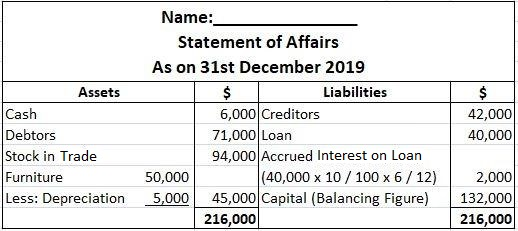 Name:_______________
Statement of Affairs
As on 31st December 2019
Assets $ Liabilities $
Cash 6,000 Creditors 42,000
Debtors 71,000 Loan 40,000
Stock in Trade 94,000 Accrued Interest on Loan
Furniture 50,000 (40,000 x 10 / 100 x 6 / 12) 2,000
Less: Depreciation 5,000 45,000 Capital (Balancing Figure) 132,000
216,000 216,000